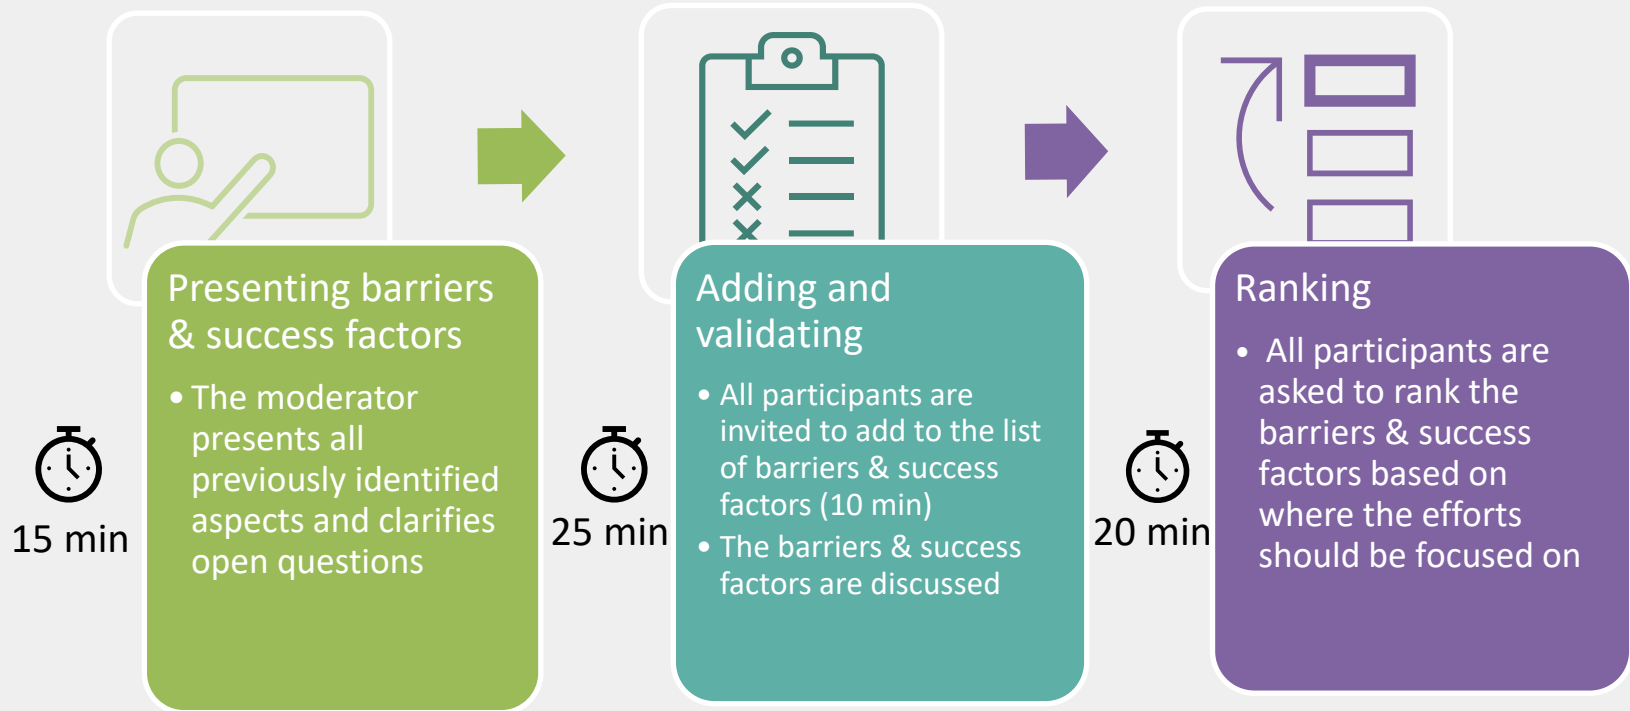 Presenting barriers
& success factors
• The moderator
presents all
previously identified
aspects and clarifies
open questions
15 min
Adding and
validating
• All participants are
invited to add to the list
of barriers & success
factors (10 min)
• The barriers & success
factors are discussed
25 min
Ranking
• All participants are
asked to rank the
barriers & success
factors based on
where the efforts
should be focused on
20 min